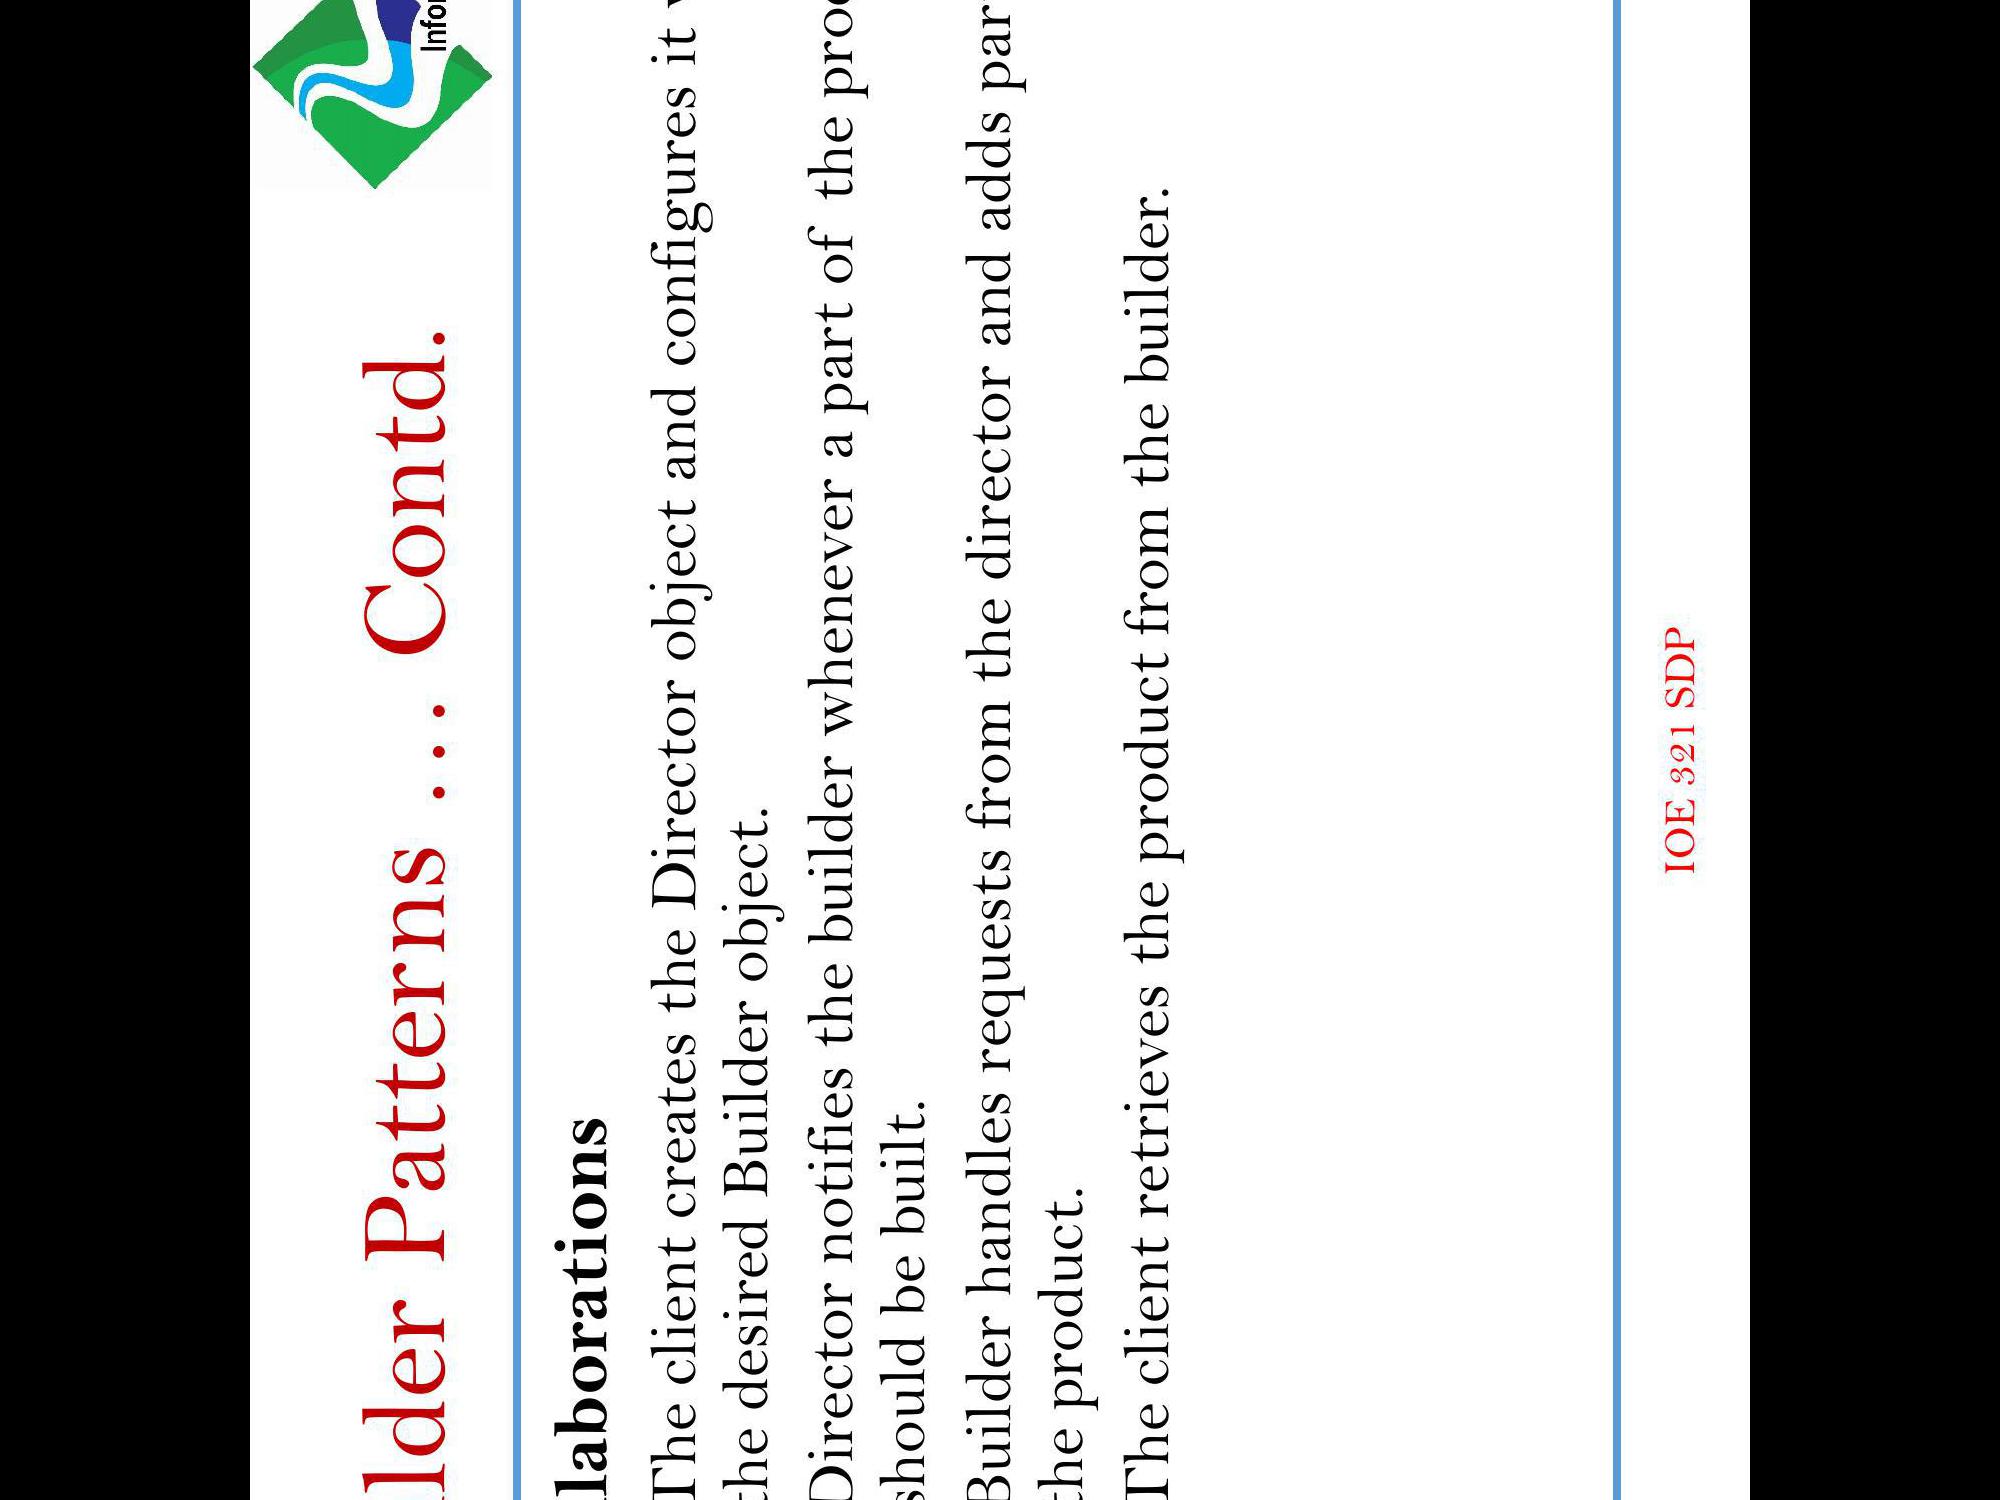 Infor
lder Patterns ... Contd.
laborations
The client creates the Director object and configures it
the desired Builder object.
Director notifies the builder whenever a part of the proc
should be built.
Builder handles requests from the director and adds par
the product.
The client retrieves the product from the builder.
IOE 321 SDP